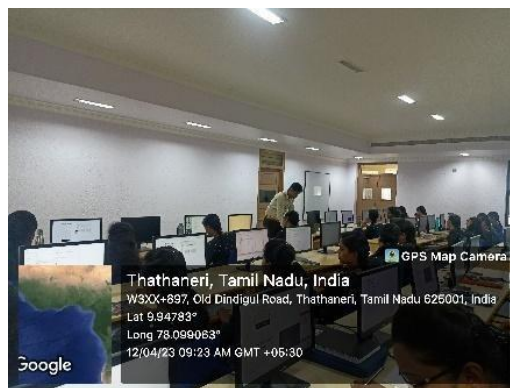 GPS Map Camera
Thathaneri, Tamil Nadu, India
W3XX+897, Old Dindigul Road, Thathaneri, Tamil Nadu 625001, India
Lat 9.94783°
Long 78.099063°
12/04/23 09:23 AM GMT +05:30
Google